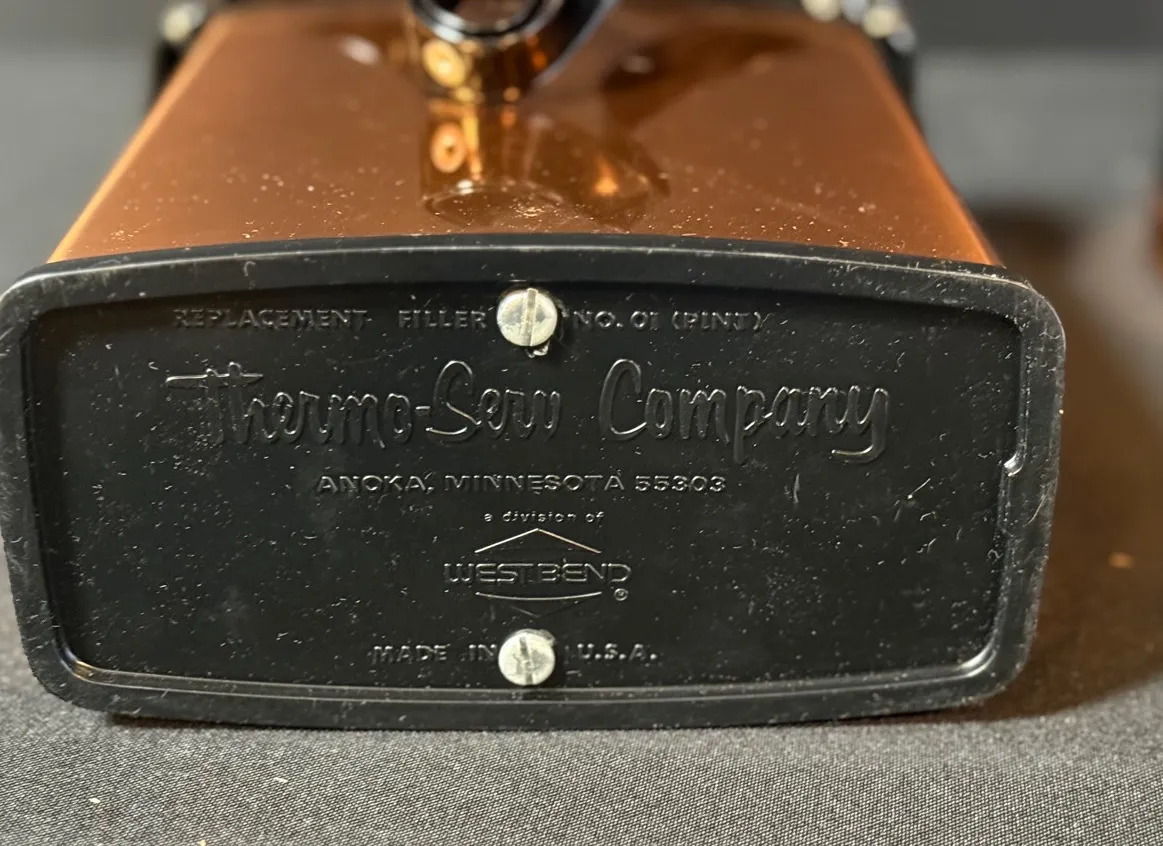 REPLACEMENT FILLER NO. 01 (PINT)
Thermo-Serv Company
ANOKA, MINNESOTA 55303
a division of
WEST BEND
®
MADE IN U.S.A.